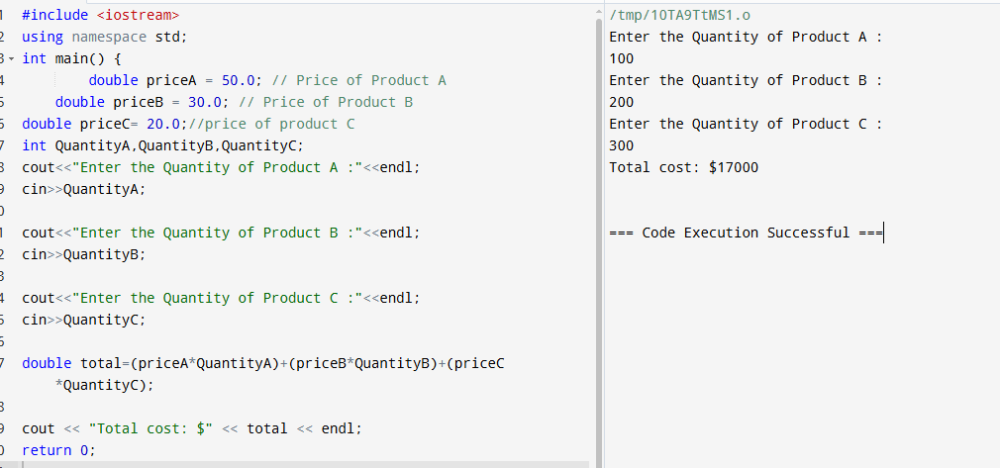 #include <iostream>
using namespace std;
int main() {
double priceA = 50.0; // Price of Product A
double priceB = 30.0; // Price of Product B
double priceC= 20.0;//price of product C
int QuantityA,QuantityB,QuantityC;
cout<<"Enter the Quantity of Product A :"<<endl;
cin>>QuantityA;
cout<<"Enter the Quantity of Product B :"<<endl;
cin>>QuantityB;
cout<<"Enter the Quantity of Product C :"<<endl;
cin>>QuantityC;
double total=(priceA*QuantityA)+(priceB*QuantityB)+(priceC
*QuantityC);
cout << "Total cost: $" << total << endl;
return 0;
/tmp/10TA9TtMS1.o
Enter the Quantity of Product A :
100
Enter the Quantity of Product B :
200
Enter the Quantity of Product C :
300
Total cost: $17000
=== Code Execution Successful ===